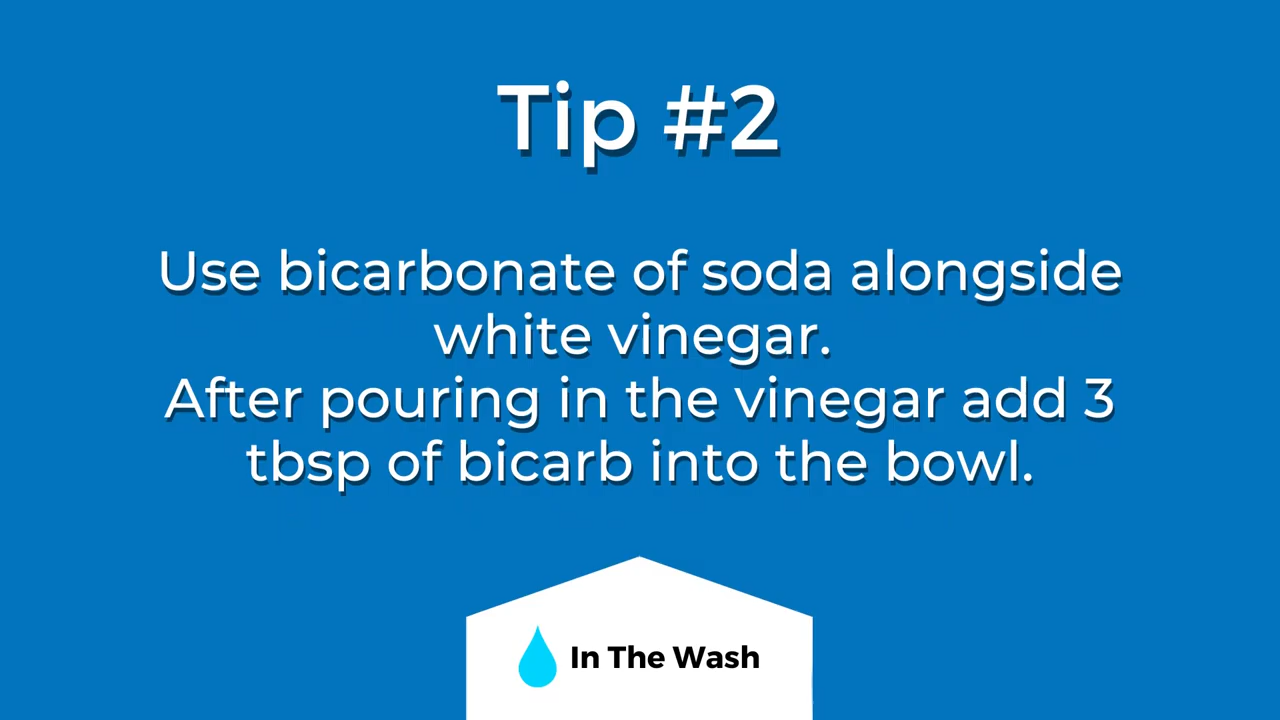 Tip #2
Use bicarbonate of soda alongside
white vinegar.
After pouring in the vinegar add 3
tbsp of bicarb into the bowl.
In The Wash